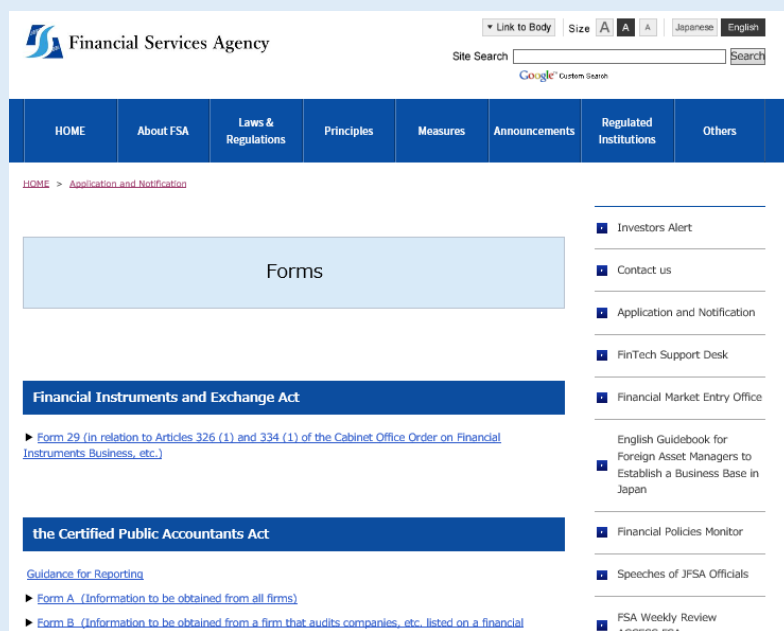 Financial Services Agency
▼ Link to Body Size A A A Japanese English
Site Search Search
Google™ Custom Search
HOME
About FSA
Laws &
Regulations
Principles
Measures
Announcements
Regulated
Institutions
Others
HOME > Application and Notification
Forms
Financial Instruments and Exchange Act
▶ Form 29 (in relation to Articles 326 (1) and 334 (1) of the Cabinet Office Order on Financial
Instruments Business, etc.)
the Certified Public Accountants Act
Guidance for Reporting
▶ Form A (Information to be obtained from all firms)
▶ Form B (Information to be obtained from a firm that audits companies, etc. listed on a financial
Investors Alert
Contact us
Application and Notification
FinTech Support Desk
Financial Market Entry Office
English Guidebook for
Foreign Asset Managers to
Establish a Business Base in
Japan
Financial Policies Monitor
Speeches of JFSA Officials
FSA Weekly Review